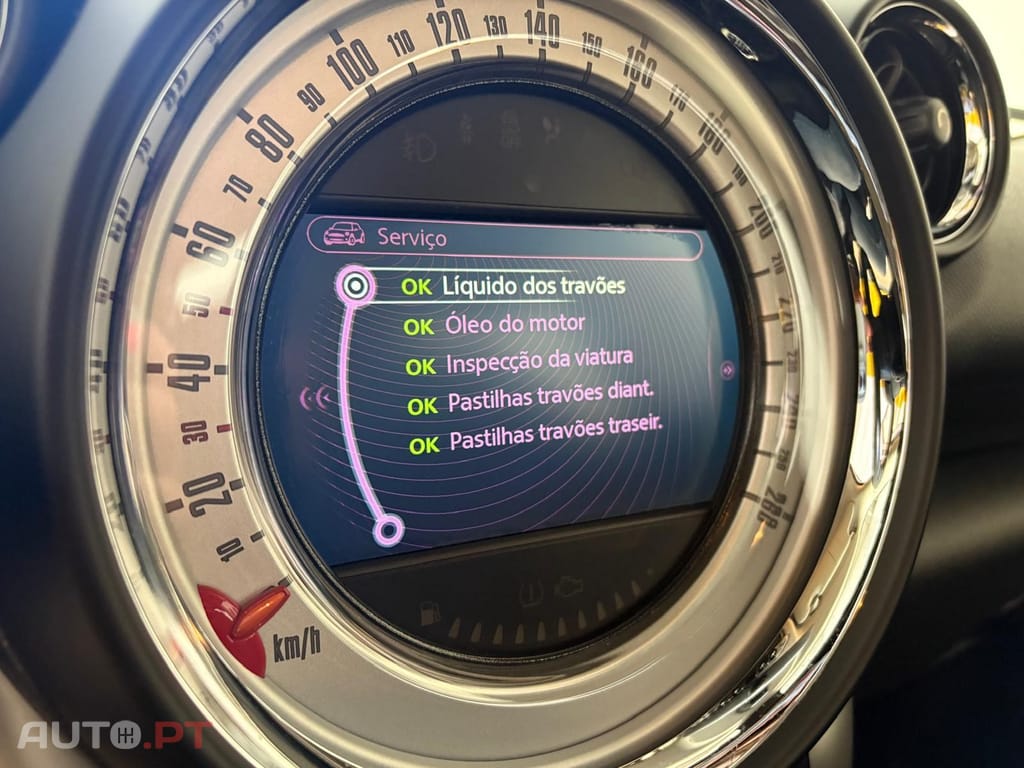 10
20
30
40
50
60
70
80
90
100
110
120
130
140
150
160
170
180
190
200
210
220
km/h
Serviço
OK Líquido dos travões
OK Óleo do motor
OK Inspecção da viatura
OK Pastilhas travões diant.
OK Pastilhas travões traseir.
AUTO.PT